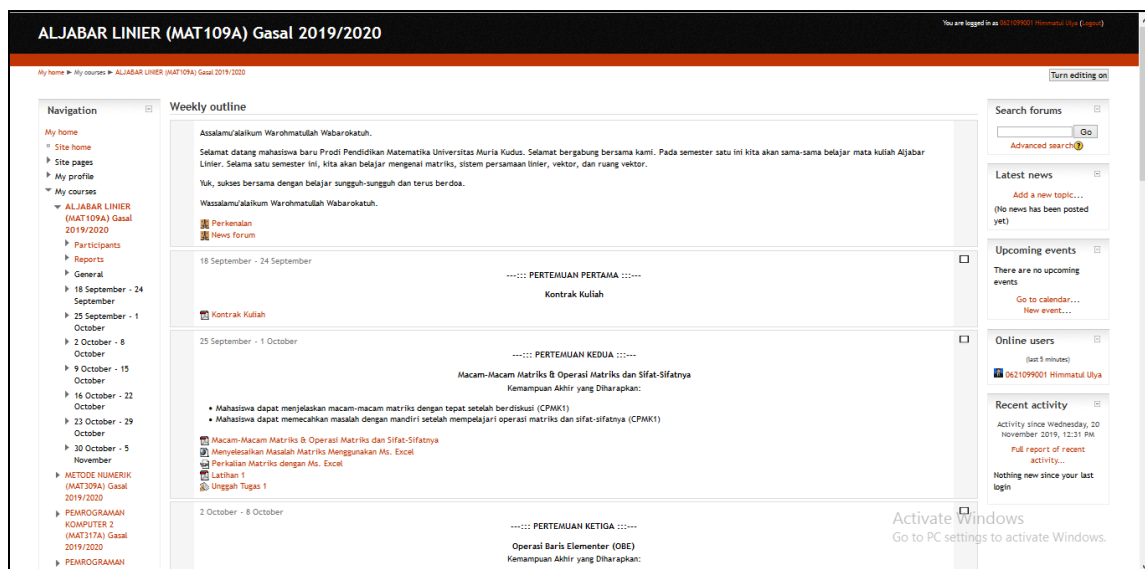 ALJABAR LINIER (MAT109A) Gasal 2019/2020
You are logged in as 0621099001 Himmatul Ulya (Logout)
My home ► My courses ► ALJABAR LINIER (MAT109A) Gasal 2019/2020
Turn editing on
Navigation
My home
Site home
Site pages
My profile
My courses
ALJABAR LINIER
(MAT109A) Gasal
2019/2020
Participants
Reports
General
18 September - 24
September
25 September - 1
October
2 October - 8
October
9 October - 15
October
16 October - 22
October
23 October - 29
October
30 October - 5
November
METODE NUMERIK
(MAT309A) Gasal
2019/2020
PEMROGRAMAN
KOMPUTER 2
(MAT317A) Gasal
2019/2020
PEMROGRAMAN
Weekly outline
Assalamu'alaikum Warohmatullah Wabarokatuh.
Selamat datang mahasiswa baru Prodi Pendidikan Matematika Universitas Muria Kudus. Selamat bergabung bersama kami. Pada semester satu ini kita akan sama-sama belajar mata kuliah Aljabar
Linier. Selama satu semester ini, kita akan belajar mengenai matriks, sistem persamaan linier, vektor, dan ruang vektor.
Yuk, sukses bersama dengan belajar sungguh-sungguh dan terus berdoa.
Wassalamu'alaikum Warohmatullah Wabarokatuh.
Perkenalan
News forum
18 September - 24 September
---::: PERTEMUAN PERTAMA :::---
Kontrak Kuliah
Kontrak Kuliah
25 September - 1 October
---::: PERTEMUAN KEDUA :::---
Macam-Macam Matriks & Operasi Matriks dan Sifat-Sifatnya
Kemampuan Akhir yang Diharapkan:
• Mahasiswa dapat menjelaskan macam-macam matriks dengan tepat setelah berdiskusi (CPMK1)
• Mahasiswa dapat memecahkan masalah dengan mandiri setelah mempelajari operasi matriks dan sifat-sifatnya (CPMK1)
Macam-Macam Matriks & Operasi Matriks dan Sifat-Sifatnya
Menyelesaikan Masalah Matriks Menggunakan Ms. Excel
Perkalian Matriks dengan Ms. Excel
Latihan 1
Unggah Tugas 1
2 October - 8 October
---::: PERTEMUAN KETIGA :::---
Operasi Baris Elementer (OBE)
Kemampuan Akhir yang Diharapkan:
Search forums
Go
Advanced search
Latest news
Add a new topic...
(No news has been posted
yet)
Upcoming events
There are no upcoming
events
Go to calendar...
New event...
Online users
(last 5 minutes)
0621099001 Himmatul Ulya
Recent activity
Activity since Wednesday, 20
November 2019, 12:31 PM
Full report of recent
activity...
Nothing new since your last
login
Activate Windows
Go to PC settings to activate Windows.